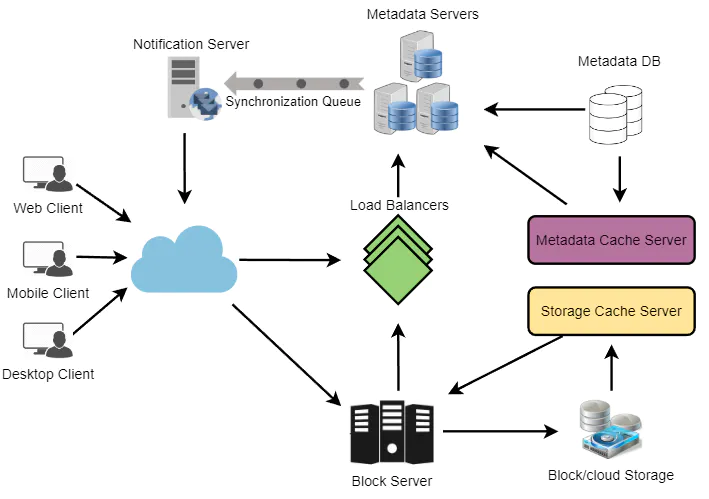 Metadata Servers
Notification Server
Metadata DB
Synchronization Queue
Web Client
Load Balancers
Metadata Cache Server
Mobile Client
Storage Cache Server
Desktop Client
Block Server
Block/cloud Storage